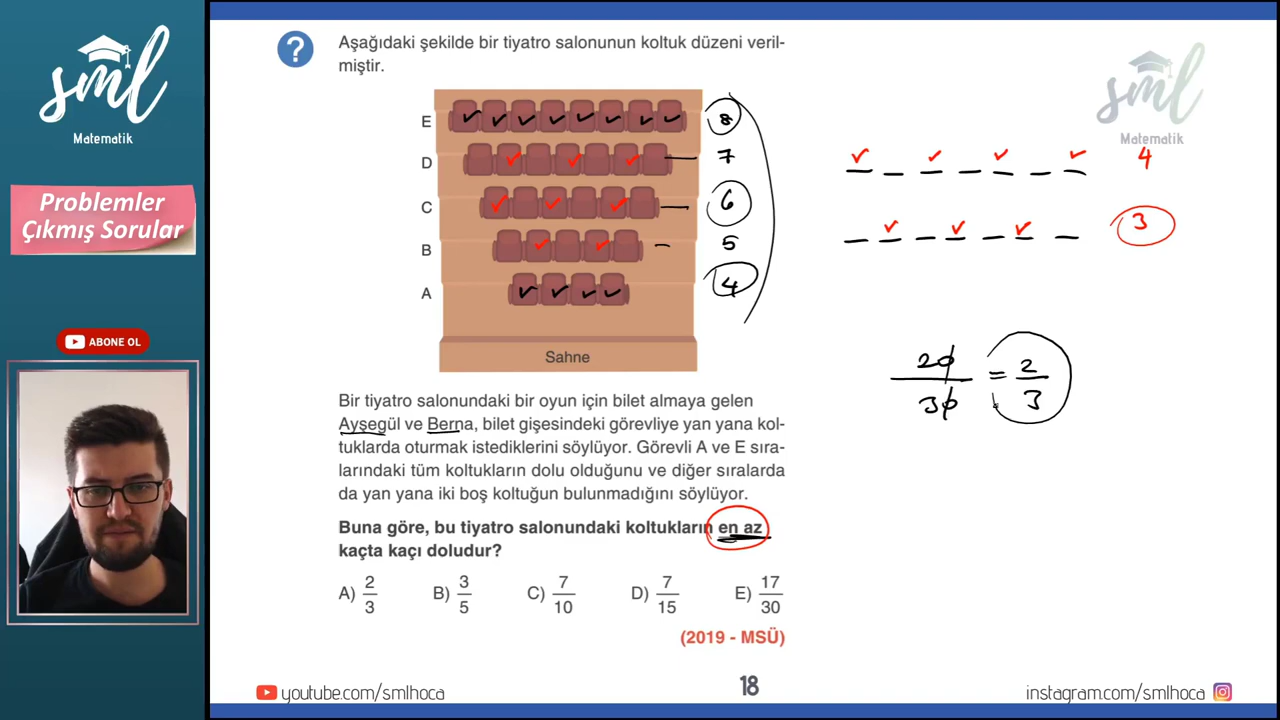 sml
Matematik
Problemler
Çıkmış Sorular
ABONE OL
?
Aşağıdaki şekilde bir tiyatro salonunun koltuk düzeni veril-
miştir.
E 8
D 7
C 6
B 5
A 4
Sahne
4
3
20/30 = 2/3
sml
Matematik
Bir tiyatro salonundaki bir oyun için bilet almaya gelen
Ayşegül ve Berna, bilet gişesindeki görevliye yan yana kol-
tuklarda oturmak istediklerini söylüyor. Görevli A ve E sıra-
larındaki tüm koltukların dolu olduğunu ve diğer sıralarda
da yan yana iki boş koltuğun bulunmadığını söylüyor.
Buna göre, bu tiyatro salonundaki koltukların en az
kaçta kaçı doludur?
A) 2/3 B) 3/5 C) 7/10 D) 7/15 E) 17/30
(2019 - MSÜ)
youtube.com/smlhoca
18
instagram.com/smlhoca